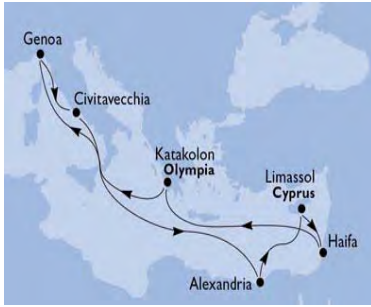 Genoa
Civitavecchia
Katakolon
Olympia
Limassol
Cyprus
Haifa
Alexandria